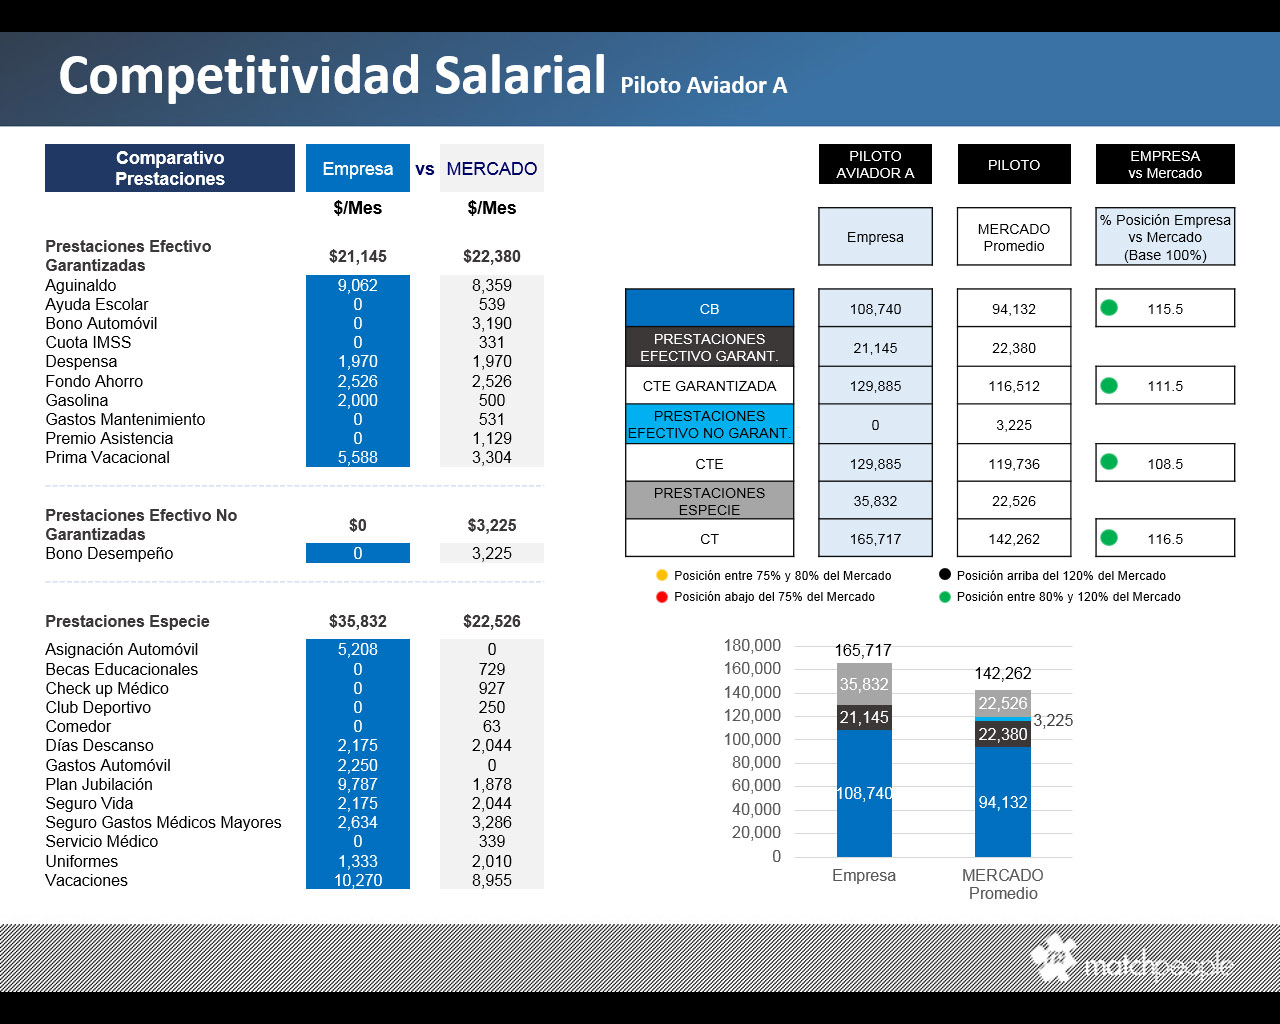 Competitividad Salarial Piloto Aviador A
Comparativo
Prestaciones
Empresa vs MERCADO
$/Mes $/Mes
Prestaciones Efectivo
Garantizadas $21,145 $22,380
Aguinaldo 9,062 8,359
Ayuda Escolar 0 539
Bono Automóvil 0 3,190
Cuota IMSS 0 331
Despensa 1,970 1,970
Fondo Ahorro 2,526 2,526
Gasolina 2,000 500
Gastos Mantenimiento 0 531
Premio Asistencia 0 1,129
Prima Vacacional 5,588 3,304
Prestaciones Efectivo No
Garantizadas $0 $3,225
Bono Desempeño 0 3,225
Prestaciones Especie $35,832 $22,526
Asignación Automóvil 5,208 0
Becas Educacionales 0 729
Check up Médico 0 927
Club Deportivo 0 250
Comedor 0 63
Días Descanso 2,175 2,044
Gastos Automóvil 2,250 0
Plan Jubilación 9,787 1,878
Seguro Vida 2,175 2,044
Seguro Gastos Médicos Mayores 2,634 3,286
Servicio Médico 0 339
Uniformes 1,333 2,010
Vacaciones 10,270 8,955
PILOTO
AVIADOR A
PILOTO
EMPRESA
vs Mercado
Empresa
MERCADO
Promedio
% Posición Empresa
vs Mercado
(Base 100%)
CB 108,740 94,132 115.5
PRESTACIONES
EFECTIVO GARANT. 21,145 22,380
CTE GARANTIZADA 129,885 116,512 111.5
PRESTACIONES
EFECTIVO NO GARANT. 0 3,225
CTE 129,885 119,736 108.5
PRESTACIONES
ESPECIE 35,832 22,526
CT 165,717 142,262 116.5
Posición entre 75% y 80% del Mercado
Posición arriba del 120% del Mercado
Posición abajo del 75% del Mercado
Posición entre 80% y 120% del Mercado
180,000
160,000
140,000
120,000
100,000
80,000
60,000
40,000
20,000
0
165,717
35,832
21,145
108,740
142,262
22,526
3,225
22,380
94,132
Empresa
MERCADO
Promedio
m
matchpeople